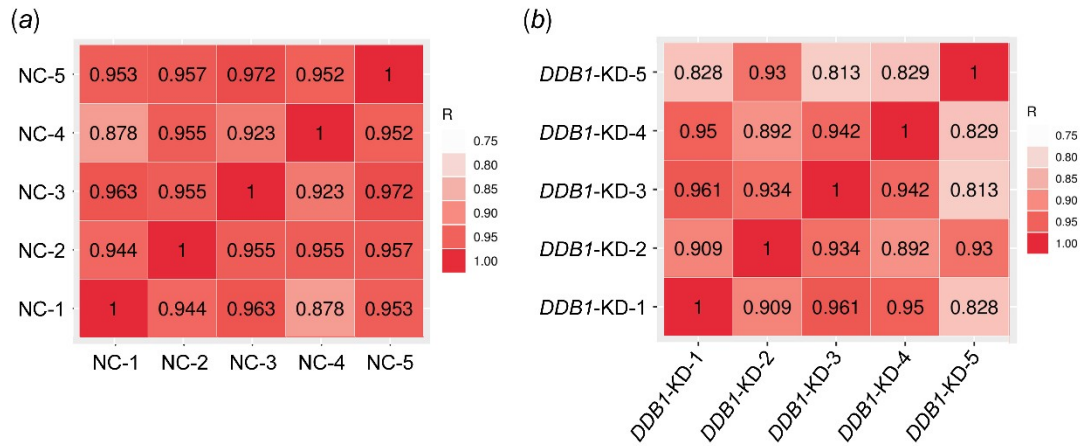 (a)
NC-5 0.953 0.957 0.972 0.952 1
NC-4 0.878 0.955 0.923 1 0.952
NC-3 0.963 0.955 1 0.923 0.972
NC-2 0.944 1 0.955 0.955 0.957
NC-1 1 0.944 0.963 0.878 0.953
NC-1 NC-2 NC-3 NC-4 NC-5
R
0.75
0.80
0.85
0.90
0.95
1.00
(b)
DDB1-KD-5 0.828 0.93 0.813 0.829 1
DDB1-KD-4 0.95 0.892 0.942 1 0.829
DDB1-KD-3 0.961 0.934 1 0.942 0.813
DDB1-KD-2 0.909 1 0.934 0.892 0.93
DDB1-KD-1 1 0.909 0.961 0.95 0.828
DDB1-KD-1 DDB1-KD-2 DDB1-KD-3 DDB1-KD-4 DDB1-KD-5
R
0.75
0.80
0.85
0.90
0.95
1.00